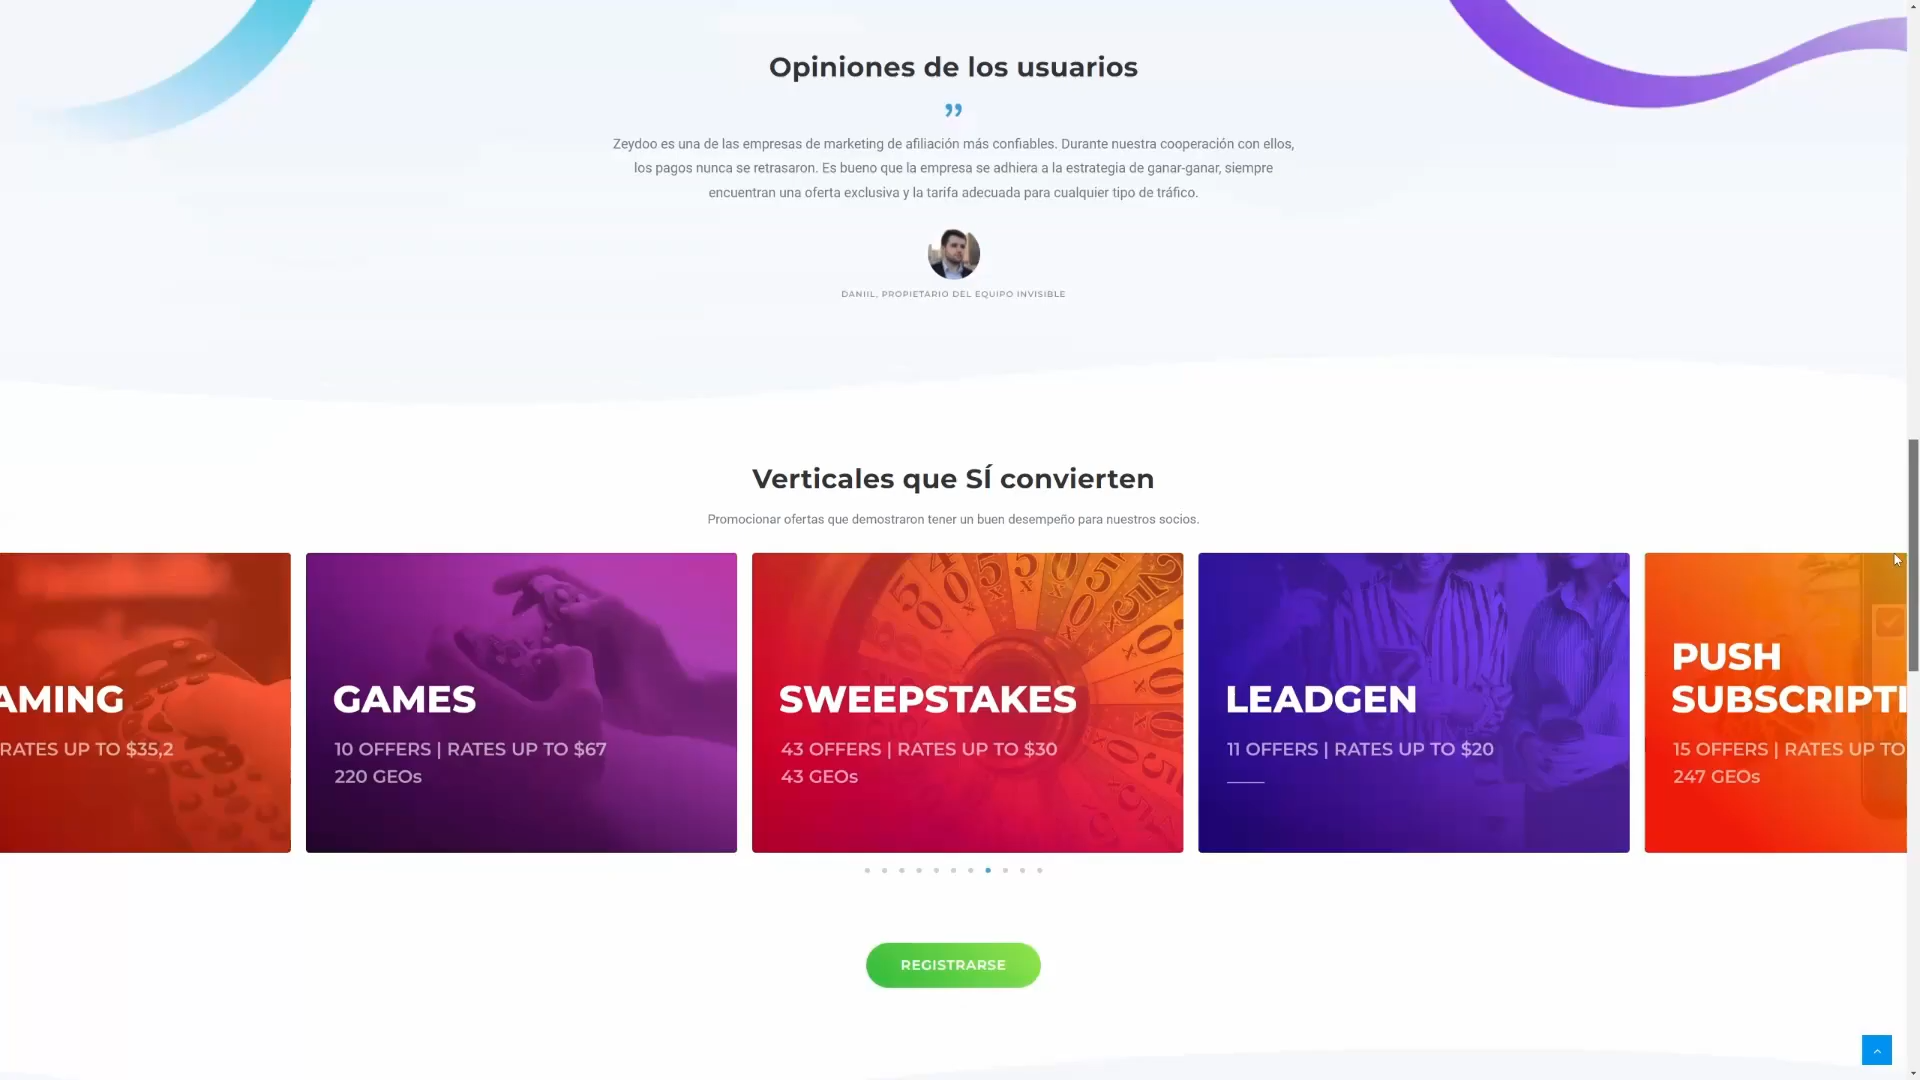 Opiniones de los usuarios
”
Zeydoo es una de las empresas de marketing de afiliación más confiables. Durante nuestra cooperación con ellos,
los pagos nunca se retrasaron. Es bueno que la empresa se adhiera a la estrategia de ganar-ganar, siempre
encuentran una oferta exclusiva y la tarifa adecuada para cualquier tipo de tráfico.
DANIIL, PROPIETARIO DEL EQUIPO INVISIBLE
Verticales que SÍ convierten
Promocionar ofertas que demostraron tener un buen desempeño para nuestros socios.
AMING
RATES UP TO $35,2
GAMES
10 OFFERS | RATES UP TO $67
220 GEOs
SWEEPSTAKES
43 OFFERS | RATES UP TO $30
43 GEOs
LEADGEN
11 OFFERS | RATES UP TO $20
PUSH
SUBSCRIPTI
15 OFFERS | RATES UP TO
247 GEOs
REGISTRARSE